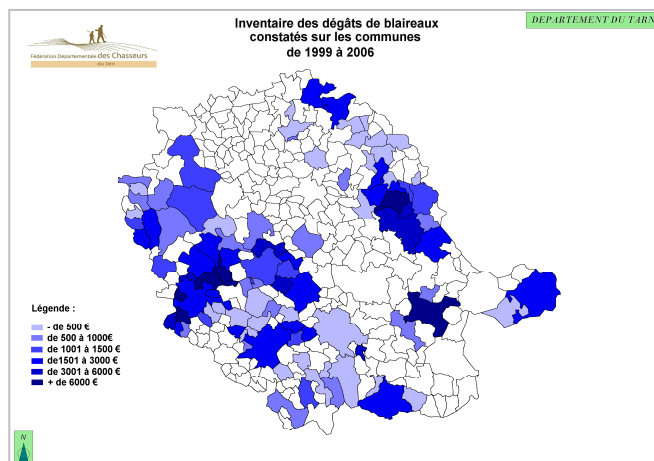 Inventaire des dégâts de blaireaux
constatés sur les communes
de 1999 à 2006
DEPARTEMENT DU TARN
Fédération Départementale des Chasseurs
du Tarn
Légende :
- de 500 €
de 500 à 1000€
de 1001 à 1500 €
de1501 à 3000 €
de 3001 à 6000 €
+ de 6000 €
N